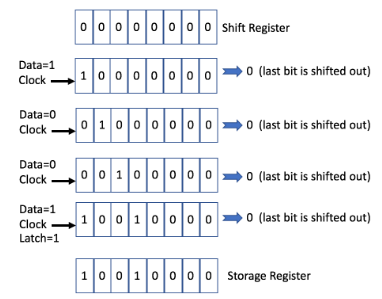 0 0 0 0 0 0 0 0 Shift Register
Data=1
Clock 1 0 0 0 0 0 0 0 0 (last bit is shifted out)
Data=0
Clock 0 1 0 0 0 0 0 0 0 (last bit is shifted out)
Data=0
Clock 0 0 1 0 0 0 0 0 0 (last bit is shifted out)
Data=1
Clock 1 0 0 1 0 0 0 0 0 (last bit is shifted out)
Latch=1
1 0 0 1 0 0 0 0 Storage Register